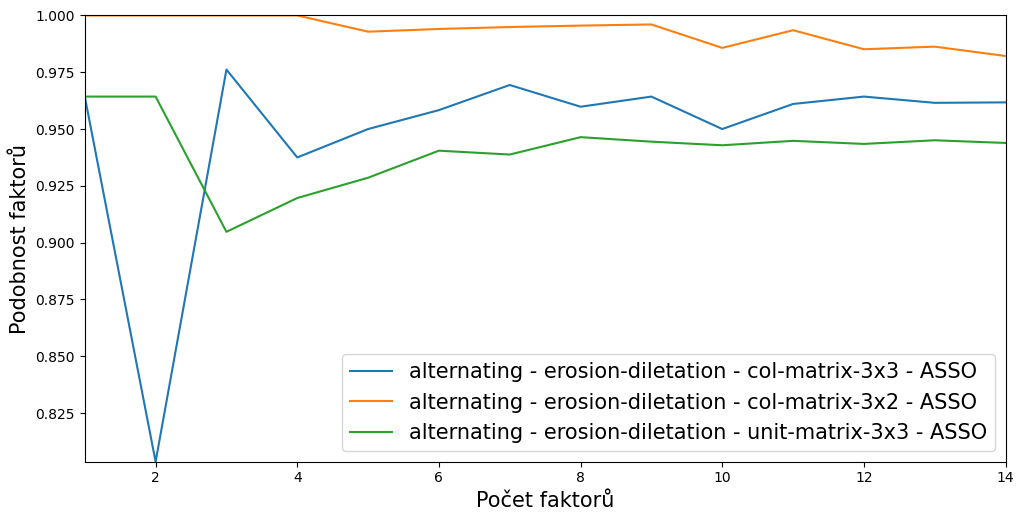 1.000
0.975
0.950
0.925
0.900
0.875
0.850
0.825
Podobnost faktorů
alternating - erosion-diletation - col-matrix-3x3 - ASSO
alternating - erosion-diletation - col-matrix-3x2 - ASSO
alternating - erosion-diletation - unit-matrix-3x3 - ASSO
2 4 6 8 10 12 14
Počet faktorů